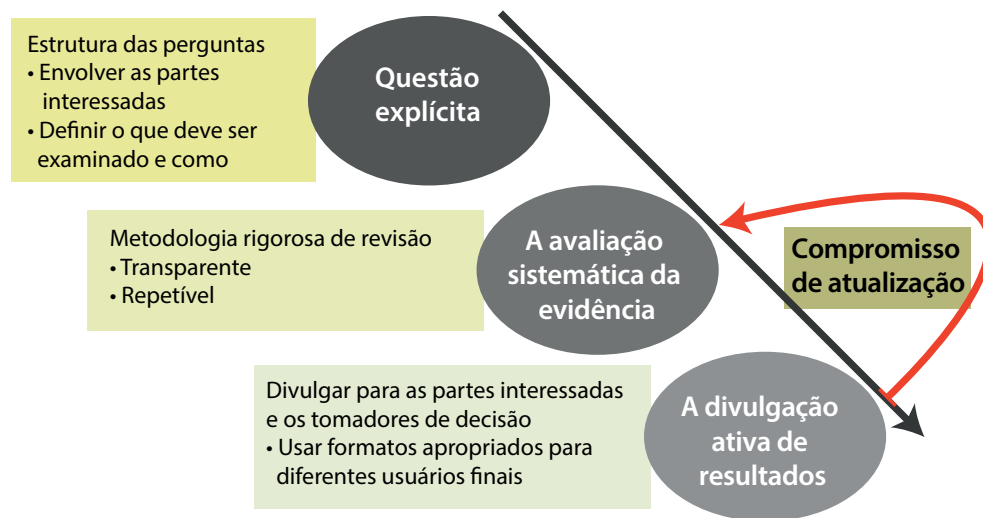 Estrutura das perguntas
• Envolver as partes
interessadas
• Definir o que deve ser
examinado e como
Questão
explícita
Metodologia rigorosa de revisão
• Transparente
• Repetível
A avaliação
sistemática da
evidência
Compromisso
de atualização
Divulgar para as partes interessadas
e os tomadores de decisão
• Usar formatos apropriados para
diferentes usuários finais
A divulgação
ativa de
resultados